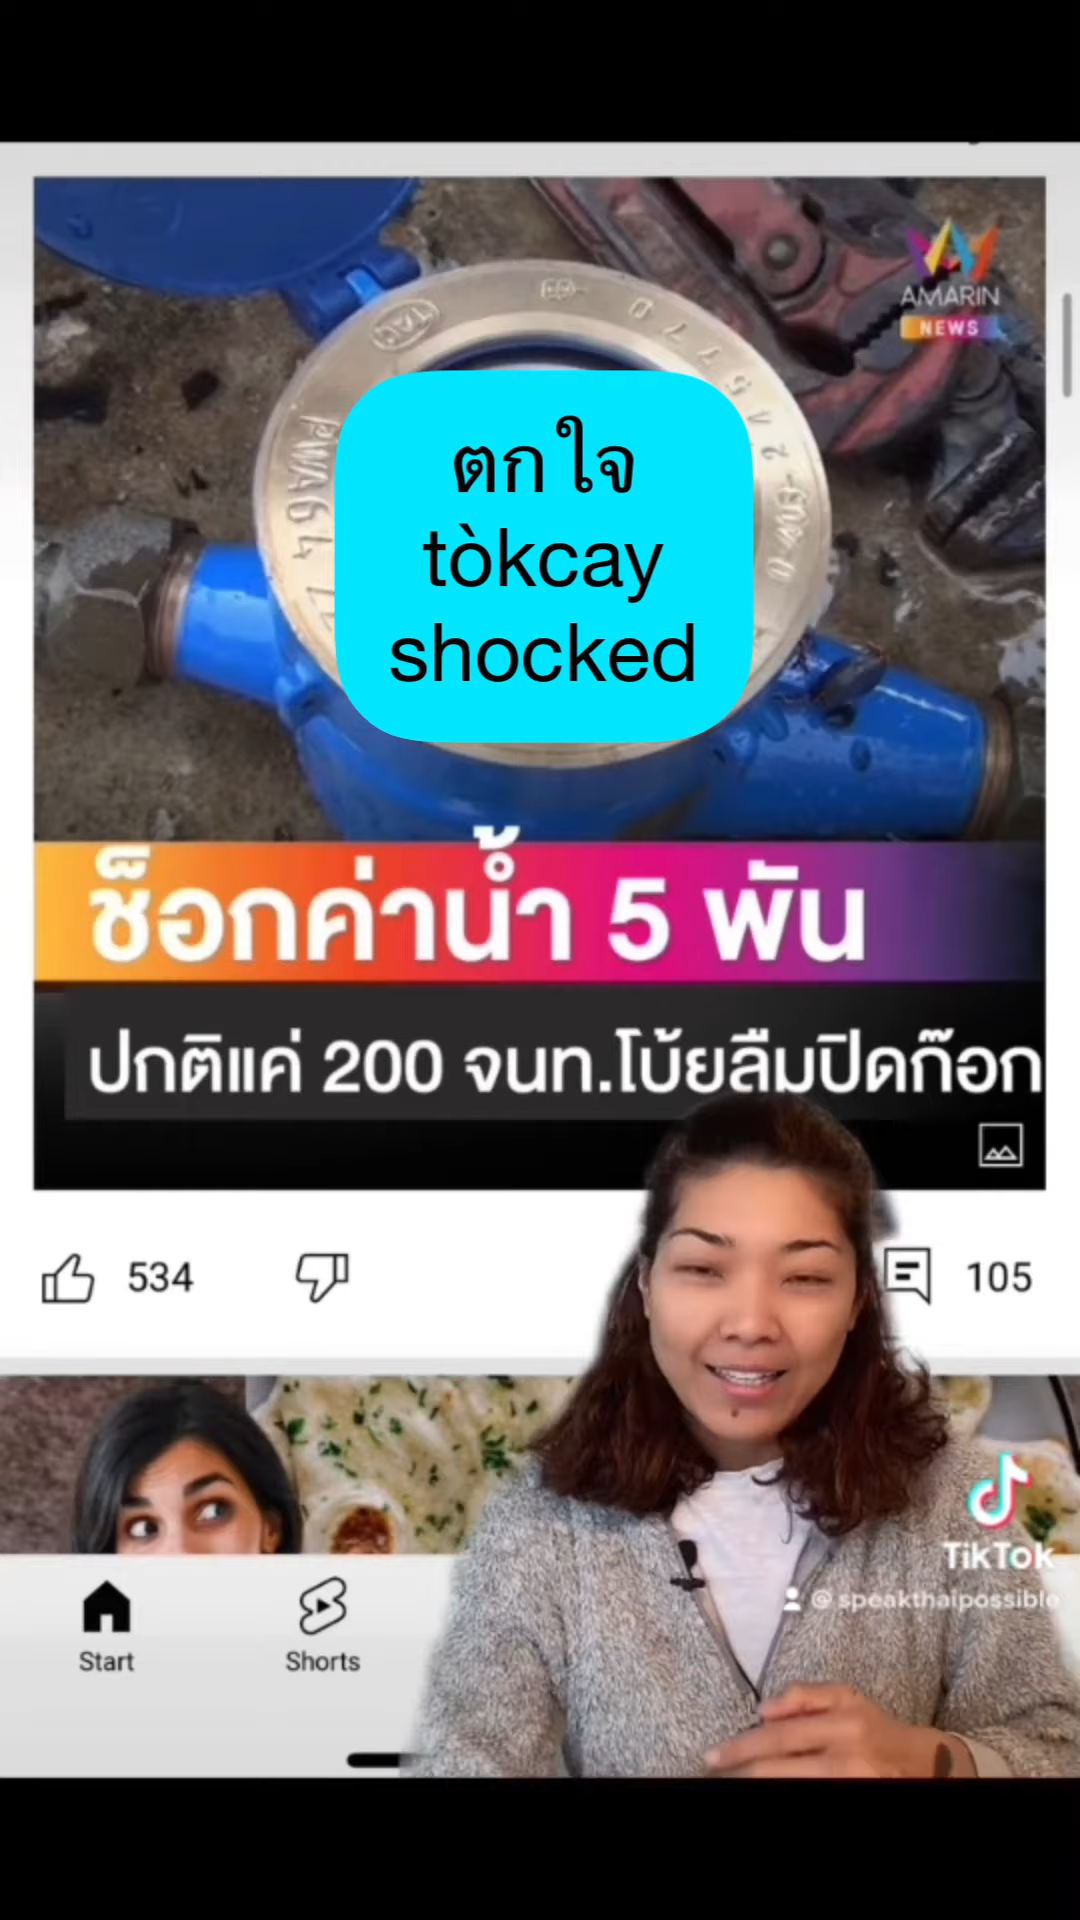 AMARIN
NEWS
TAC
PWA64
ตกใจ
tòkcay
shocked
ช็อกค่าน้ำ 5 พัน
ปกติแค่ 200 จนท.โบ้ยลืมปิดก๊อก
534
105
TikTok
@speakthaipossible
Start
Shorts